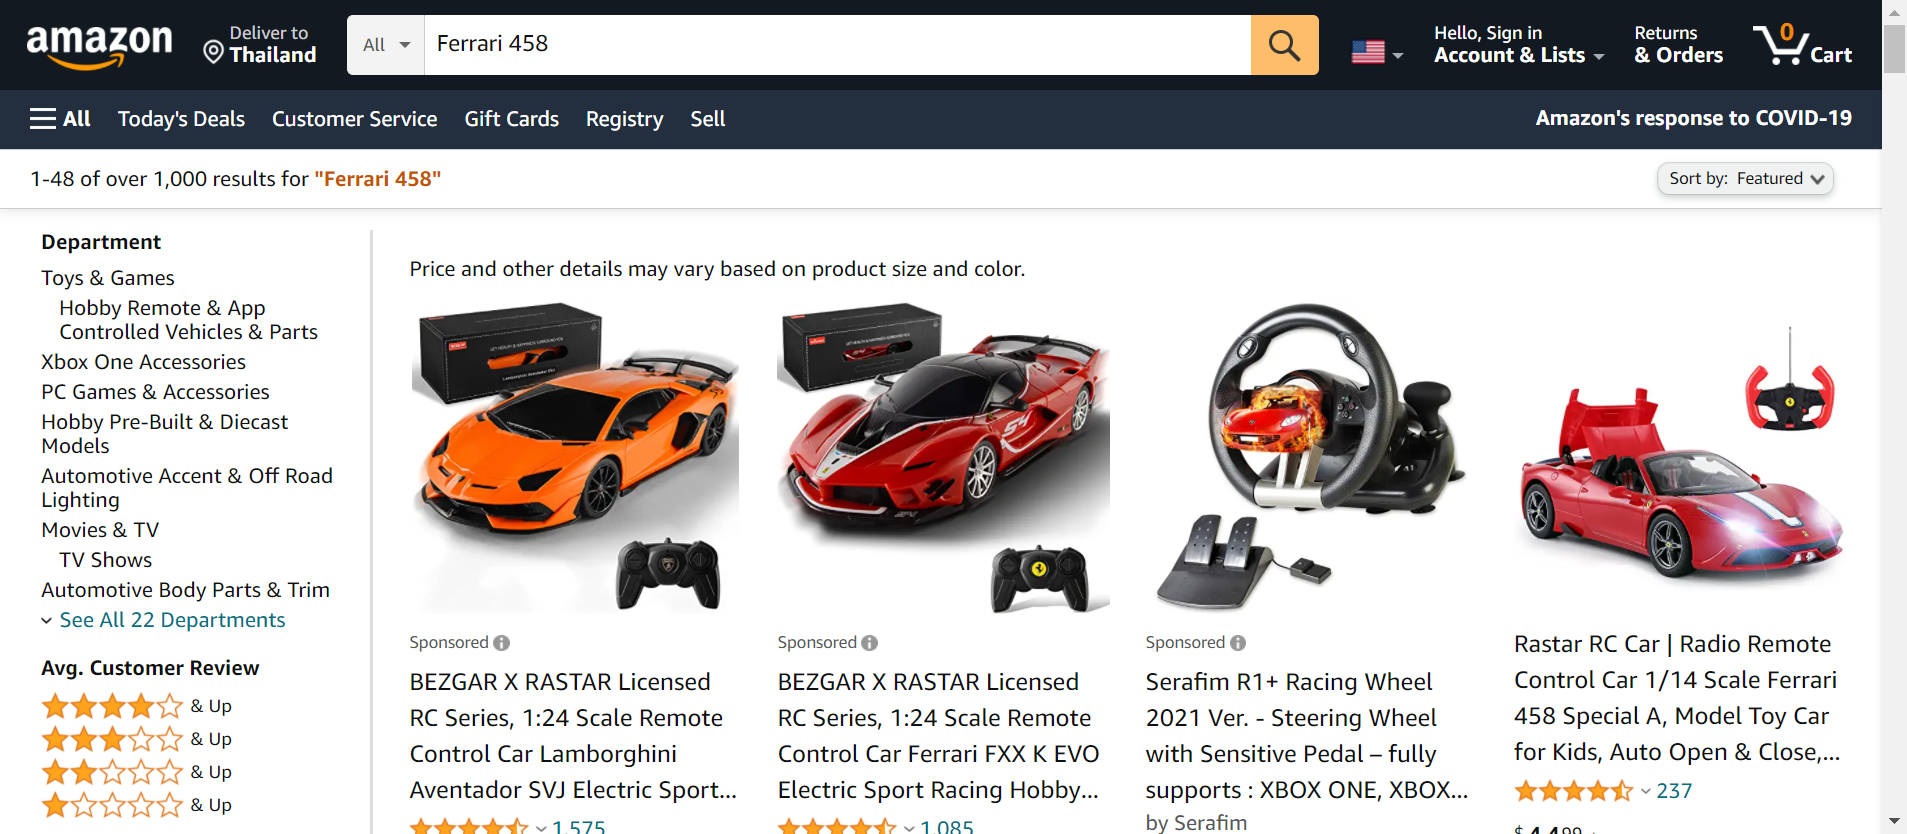 amazon
Deliver to
Thailand
All
Ferrari 458
Hello, Sign in
Account & Lists
Returns
& Orders
0
Cart
All
Today's Deals
Customer Service
Gift Cards
Registry
Sell
Amazon's response to COVID-19
1-48 of over 1,000 results for "Ferrari 458"
Sort by: Featured
Department
Toys & Games
Hobby Remote & App
Controlled Vehicles & Parts
Xbox One Accessories
PC Games & Accessories
Hobby Pre-Built & Diecast
Models
Automotive Accent & Off Road
Lighting
Movies & TV
TV Shows
Automotive Body Parts & Trim
See All 22 Departments
Avg. Customer Review
& Up
& Up
& Up
& Up
Price and other details may vary based on product size and color.
Sponsored
BEZGAR X RASTAR Licensed
RC Series, 1:24 Scale Remote
Control Car Lamborghini
Aventador SVJ Electric Sport...
1,575
Sponsored
BEZGAR X RASTAR Licensed
RC Series, 1:24 Scale Remote
Control Car Ferrari FXX K EVO
Electric Sport Racing Hobby...
1,085
Sponsored
Serafim R1+ Racing Wheel
2021 Ver. - Steering Wheel
with Sensitive Pedal – fully
supports : XBOX ONE, XBOX...
by Serafim
Rastar RC Car | Radio Remote
Control Car 1/14 Scale Ferrari
458 Special A, Model Toy Car
for Kids, Auto Open & Close,...
237